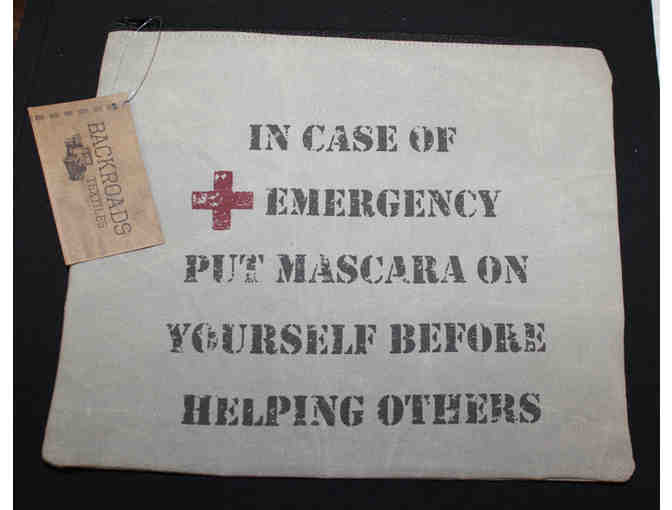 BACKROADS
TEXTILES
IN CASE OF
EMERGENCY
PUT MASCARA ON
YOURSELF BEFORE
HELPING OTHERS